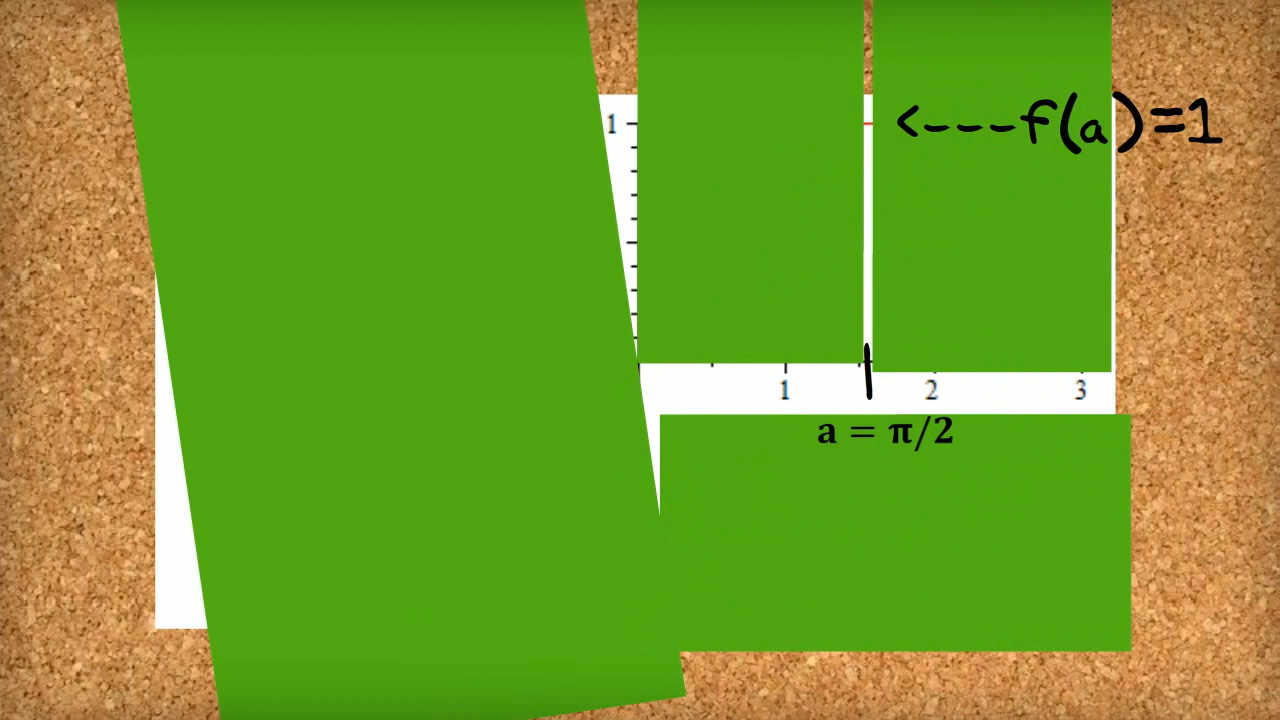 <---f(a)=1
1
1 2 3
a = π/2